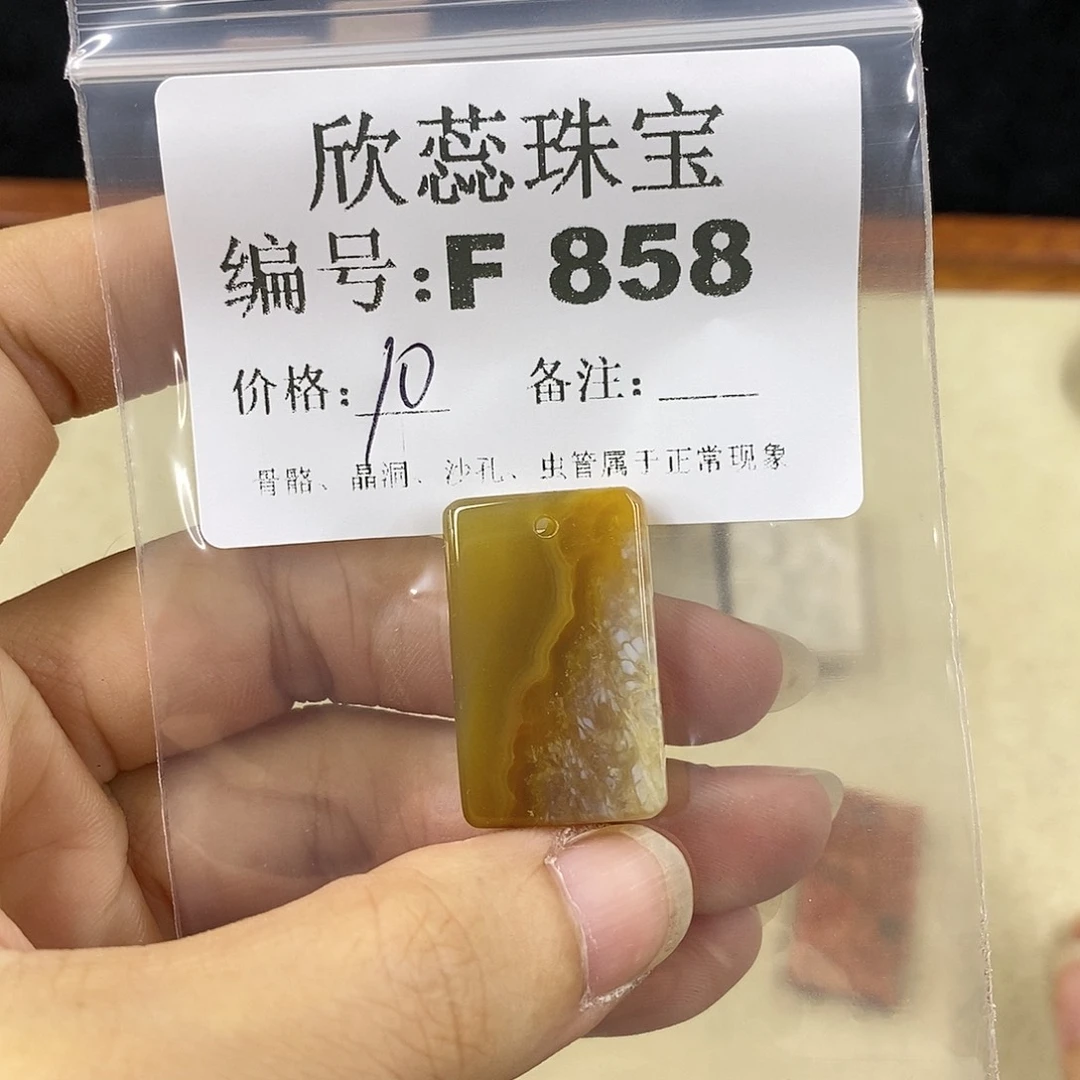 欣蕊珠宝
编号:F 858
价格:10 备注:
骨骼、晶洞、沙孔、虫管属于正常现象